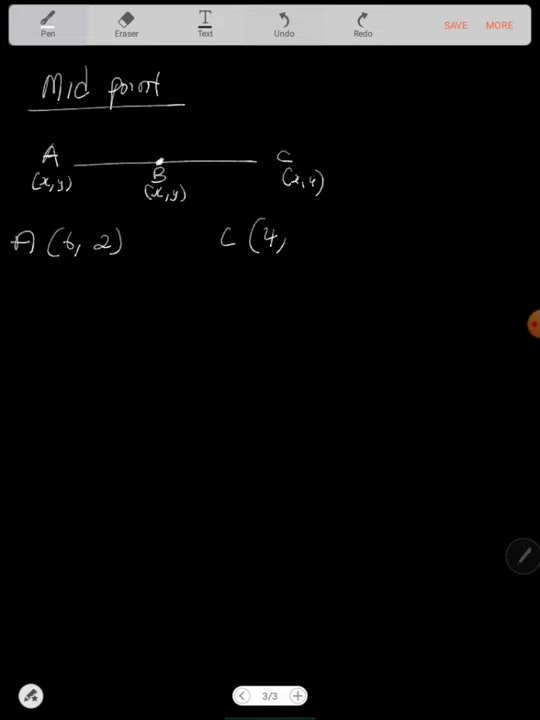 Pen Eraser Text Undo Redo SAVE MORE
Mid point
A C
B
(x,y) (x,y) (x,y)
A (6, 2) C (4,
3/3